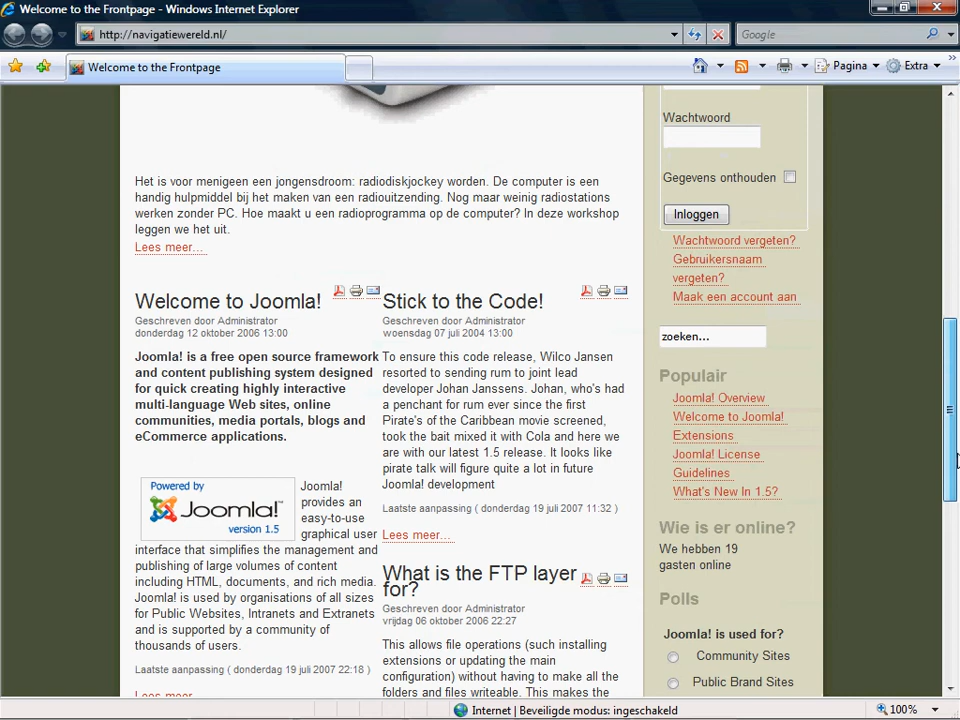 Welcome to the Frontpage - Windows Internet Explorer
http://navigatiewereld.nl/
Google
Welcome to the Frontpage
Pagina
Extra
Het is voor menigeen een jongensdroom: radiodiskjockey worden. De computer is een
handig hulpmiddel bij het maken van een radiouitzending. Nog maar weinig radiostations
werken zonder PC. Hoe maakt u een radioprogramma op de computer? In deze workshop
leggen we het uit.
Lees meer...
Welcome to Joomla!
Geschreven door Administrator
donderdag 12 oktober 2006 13:00
Joomla! is a free open source framework
and content publishing system designed
for quick creating highly interactive
multi-language Web sites, online
communities, media portals, blogs and
eCommerce applications.
Powered by
Joomla!™
version 1.5
Joomla!
provides an
easy-to-use
graphical user
interface that simplifies the management and
publishing of large volumes of content
including HTML, documents, and rich media.
Joomla! is used by organisations of all sizes
for Public Websites, Intranets and Extranets
and is supported by a community of
thousands of users.
Laatste aanpassing ( donderdag 19 juli 2007 22:18 )
Lees meer
Stick to the Code!
Geschreven door Administrator
woensdag 07 juli 2004 13:00
To ensure this code release, Wilco Jansen
resorted to sending rum to joint lead
developer Johan Janssens. Johan, who's had
a penchant for rum ever since the first
Pirate's of the Caribbean movie screened,
took the bait mixed it with Cola and here we
are with our latest 1.5 release. It looks like
pirate talk will figure quite a lot in future
Joomla! development
Laatste aanpassing ( donderdag 19 juli 2007 11:32 )
Lees meer...
What is the FTP layer
for?
Geschreven door Administrator
vrijdag 06 oktober 2006 22:27
This allows file operations (such installing
extensions or updating the main
configuration) without having to make all the
folders and files writeable. This makes the
Wachtwoord
Gegevens onthouden
Inloggen
Wachtwoord vergeten?
Gebruikersnaam
vergeten?
Maak een account aan
zoeken...
Populair
Joomla! Overview
Welcome to Joomla!
Extensions
Joomla! License
Guidelines
What's New In 1.5?
Wie is er online?
We hebben 19
gasten online
Polls
Joomla! is used for?
Community Sites
Public Brand Sites
Internet | Beveiligde modus: ingeschakeld
100%